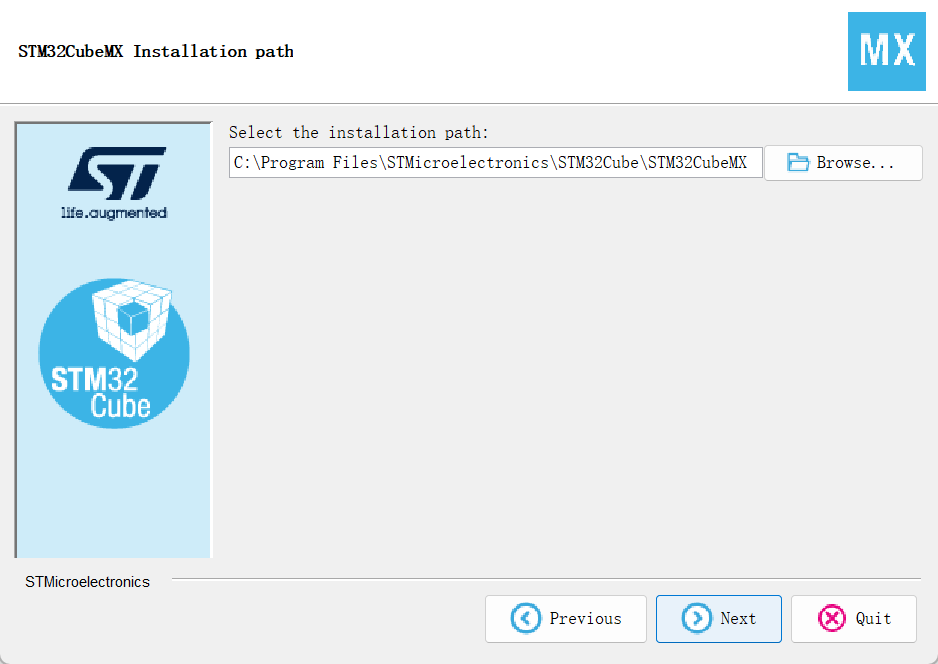 STM32CubeMX Installation path
MX
Select the installation path:
C:\Program Files\STMicroelectronics\STM32Cube\STM32CubeMX
Browse...
ST
life.augmented
STM32
Cube
STMicroelectronics
Previous
Next
Quit